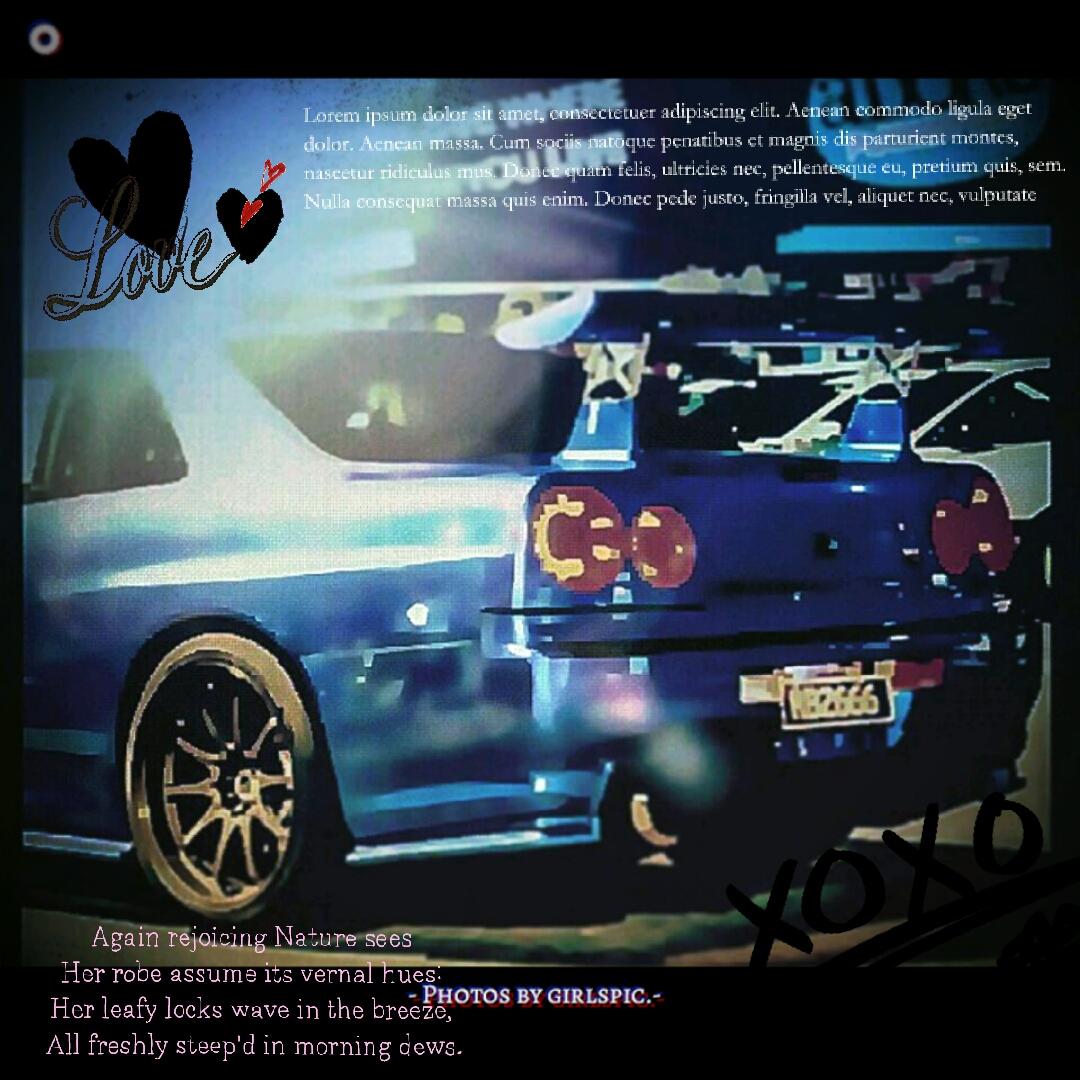 Lorem ipsum dolor sit amet, consectetuer adipiscing elit. Aenean commodo ligula eget
dolor. Aenean massa. Cum sociis natoque penatibus et magnis dis parturient montes,
nascetur ridiculus mus. Donec quam felis, ultricies nec, pellentesque eu, pretium quis, sem.
Nulla consequat massa quis enim. Donec pede justo, fringilla vel, aliquet nec, vulputate
Love
XOXO
Again rejoicing Nature sees
Her robe assume its vernal hues:
Her leafy locks wave in the breeze,
All freshly steep'd in morning dews.
- Photos by girlspic.-